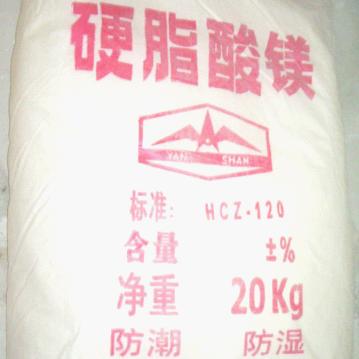 硬脂酸镁
YAN SHAN
标准: HCZ-120
含量 ±%
净重 20Kg
防潮 防湿